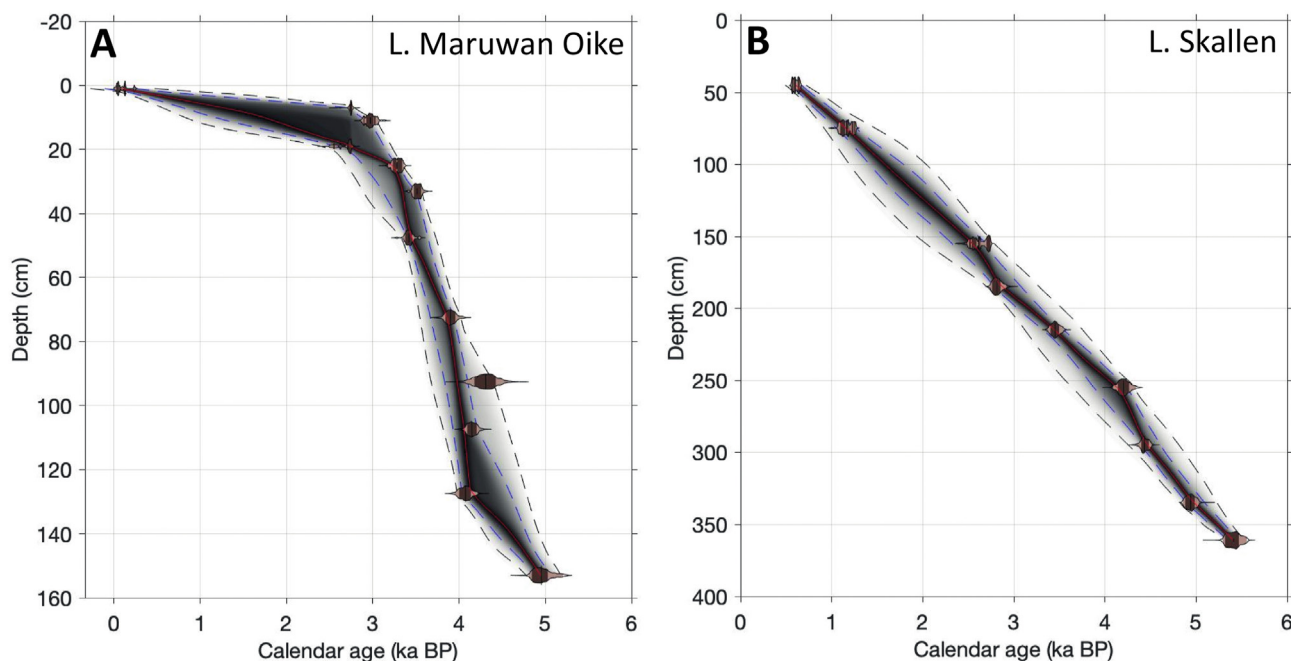 A
L. Maruwan Oike
-20
0
20
40
60
80
100
120
140
160
Depth (cm)
0 1 2 3 4 5 6
Calendar age (ka BP)
B
L. Skallen
0
50
100
150
200
250
300
350
400
Depth (cm)
0 1 2 3 4 5 6
Calendar age (ka BP)